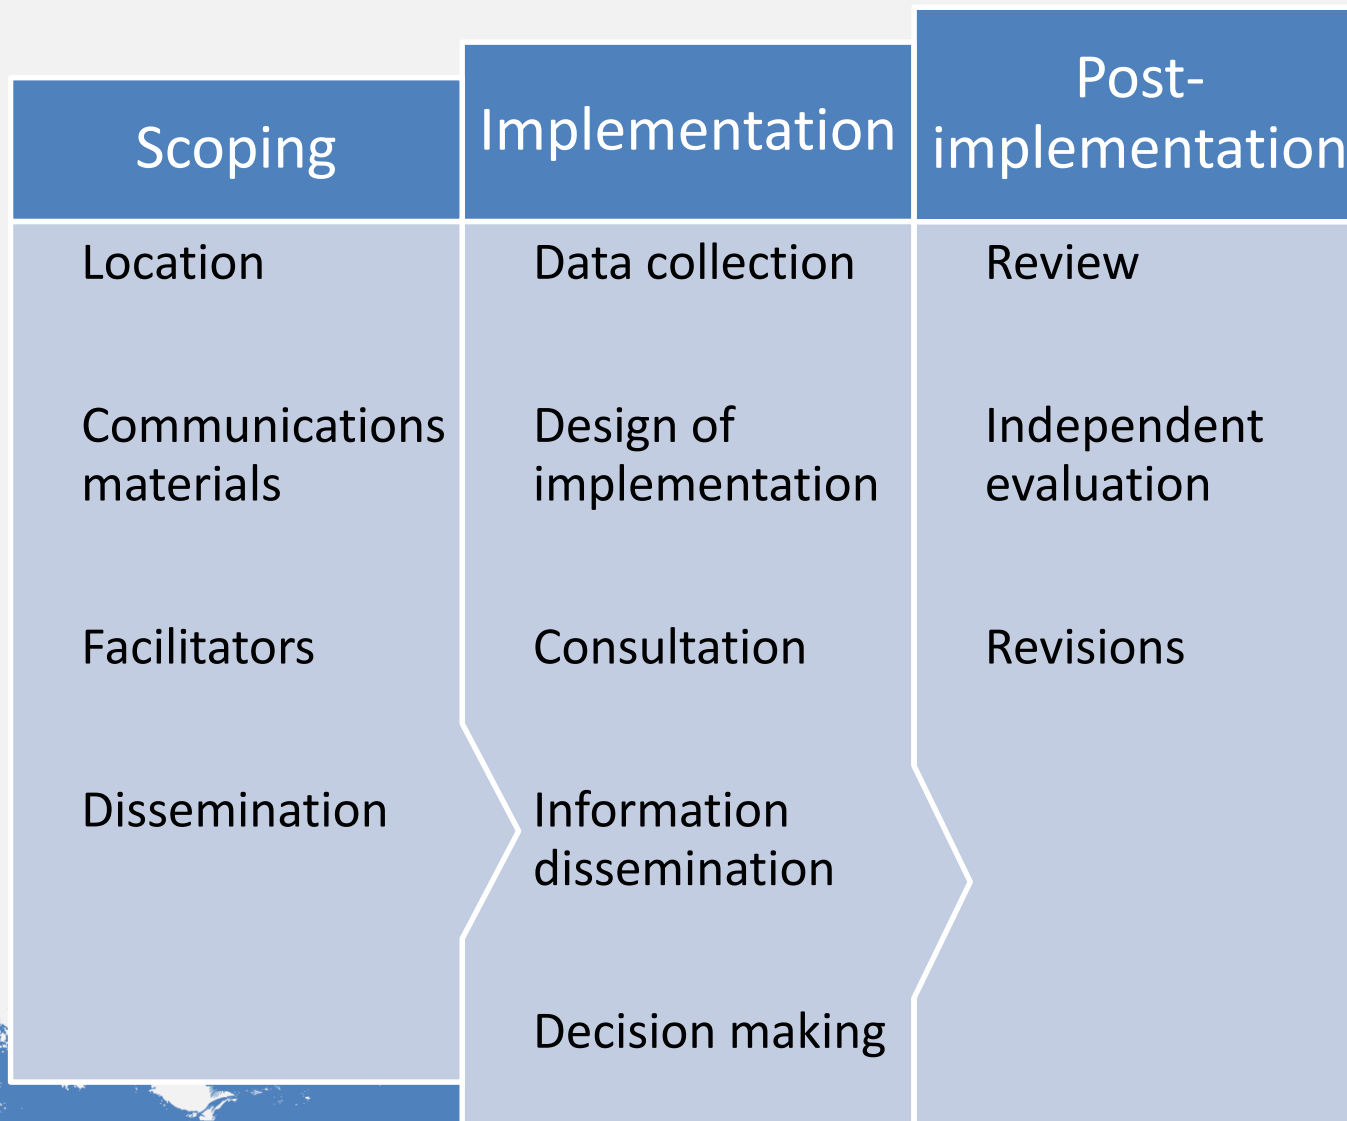 Scoping
Location
Communications
materials
Facilitators
Dissemination
Implementation
Data collection
Design of
implementation
Consultation
Information
dissemination
Decision making
Post-
implementation
Review
Independent
evaluation
Revisions